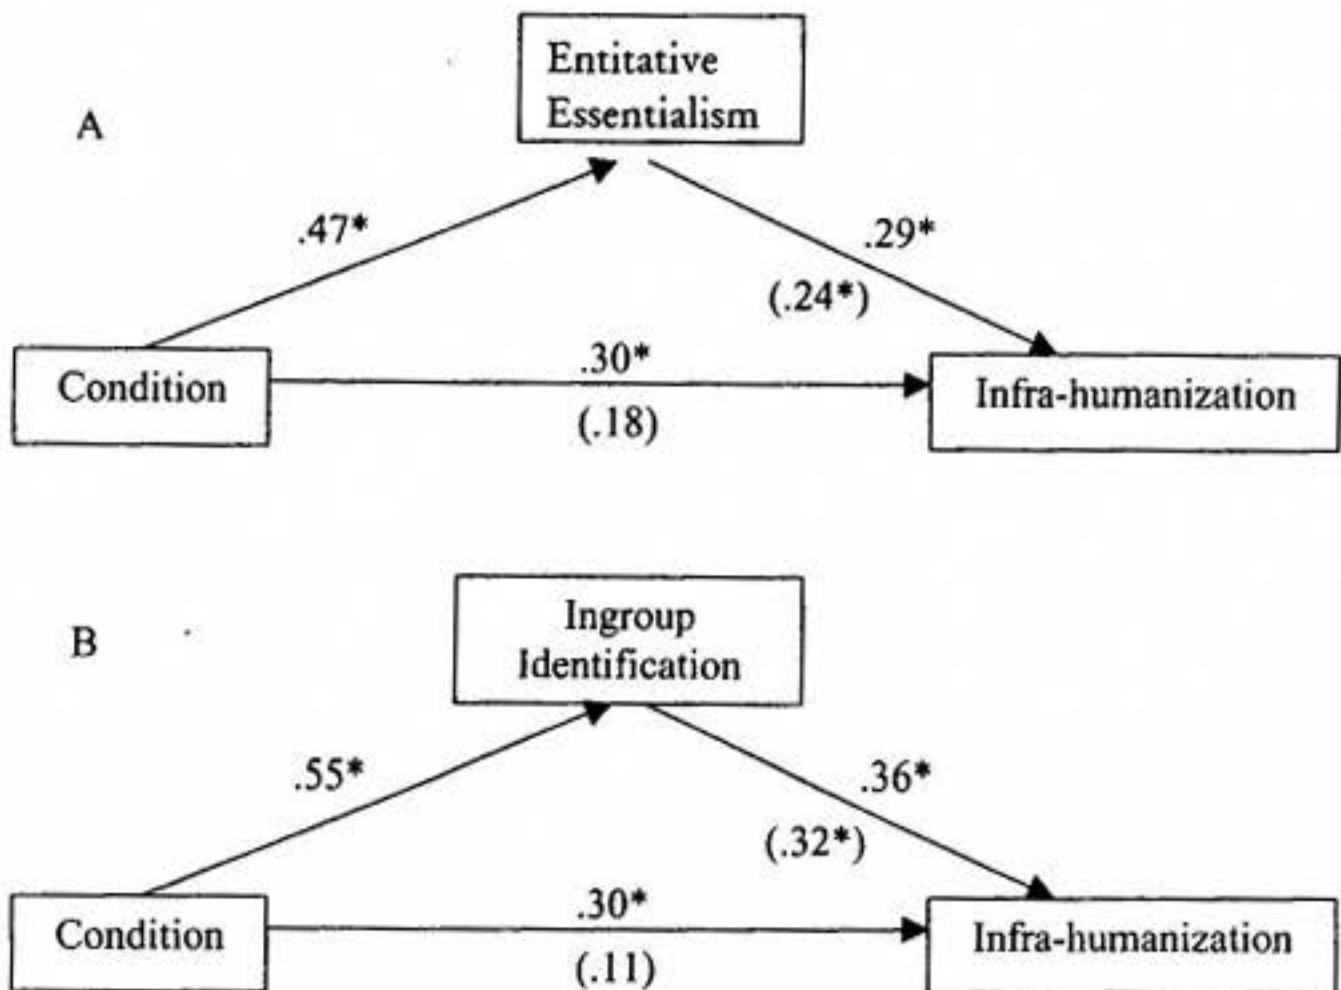 Entitative
Essentialism
A
.47*
.29*
(.24*)
.30*
Condition
Infra-humanization
(.18)
Ingroup
Identification
B
.55*
.36*
(.32*)
.30*
Condition
Infra-humanization
(.11)